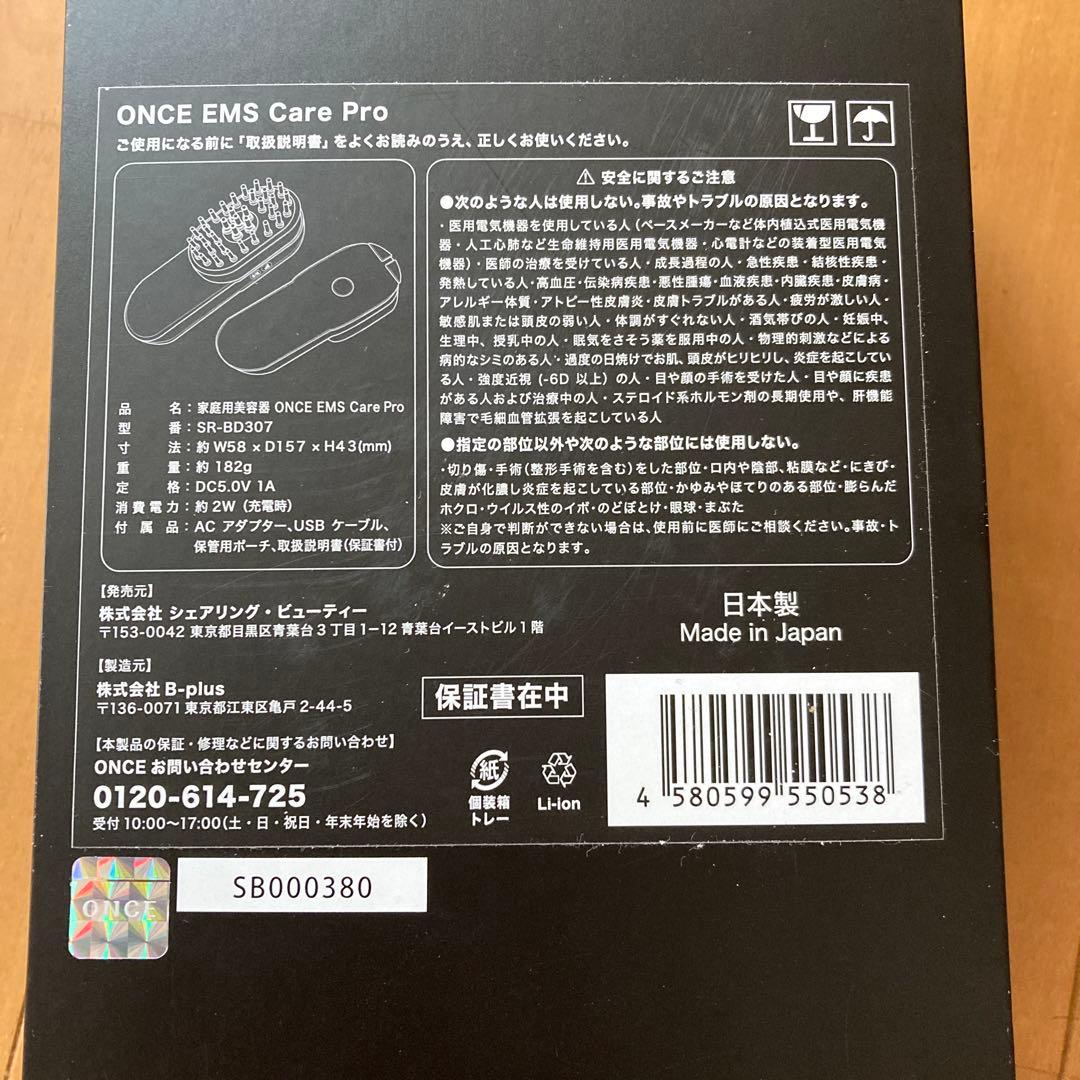 ONCE EMS Care Pro
ご使用になる前に「取扱説明書」をよくお読みのうえ、正しくお使いください。
品 名：家庭用美容器 ONCE EMS Care Pro
型 番：SR-BD307
寸 法：約 W58 x D157 x H43(mm)
重 量：約 182g
定 格：DC5.0V 1A
消費電力：約 2W（充電時）
付 属 品：AC アダプター、USB ケーブル、
保管用ポーチ、取扱説明書（保証書付）
⚠ 安全に関するご注意
●次のような人は使用しない。事故やトラブルの原因となります。
・医用電気機器を使用している人（ペースメーカーなど体内植込式医用電気機
器・人工心肺など生命維持用医用電気機器・心電計などの装着型医用電気
機器）・医師の治療を受けている人・成長過程の人・急性疾患・結核性疾患・
発熱している人・高血圧・伝染病疾患・悪性腫瘍・血液疾患・内臓疾患・皮膚病・
アレルギー体質・アトピー性皮膚炎・皮膚トラブルがある人・疲労が激しい人・
敏感肌または頭皮の弱い人・体調がすぐれない人・酒気帯びの人・妊娠中、
生理中、授乳中の人・眠気をさそう薬を服用中の人・物理的刺激などによる
病的なシミのある人・過度の日焼けでお肌、頭皮がヒリヒリし、炎症を起こしてい
る人・強度近視 (-6D 以上) の人・目や顔の手術を受けた人・目や顔に疾患
がある人および治療中の人・ステロイド系ホルモン剤の長期使用や、肝機能
障害で毛細血管拡張を起こしている人
●指定の部位以外や次のような部位には使用しない。
・切り傷・手術（整形手術を含む）をした部位・口内や陰部、粘膜など・にきび・
皮膚が化膿し炎症を起こしている部位・かゆみやほてりのある部位・膨らんだ
ホクロ・ウイルス性のイボ・のどぼとけ・眼球・まぶた
※ご自身で判断ができない場合は、使用前に医師にご相談ください。事故・ト
ラブルの原因となります。
【発売元】
株式会社 シェアリング・ビューティー
〒153-0042 東京都目黒区青葉台 3 丁目 1−12 青葉台イーストビル 1 階
日本製
Made in Japan
【製造元】
株式会社 B-plus
〒136-0071 東京都江東区亀戸 2-44-5
保証書在中
【本製品の保証・修理などに関するお問い合わせ】
ONCE お問い合わせセンター
0120-614-725
受付 10:00〜17:00（土・日・祝日・年末年始を除く）
紙
個装箱
トレー
Li-ion
4 580599 550538
ONCE
SB000380